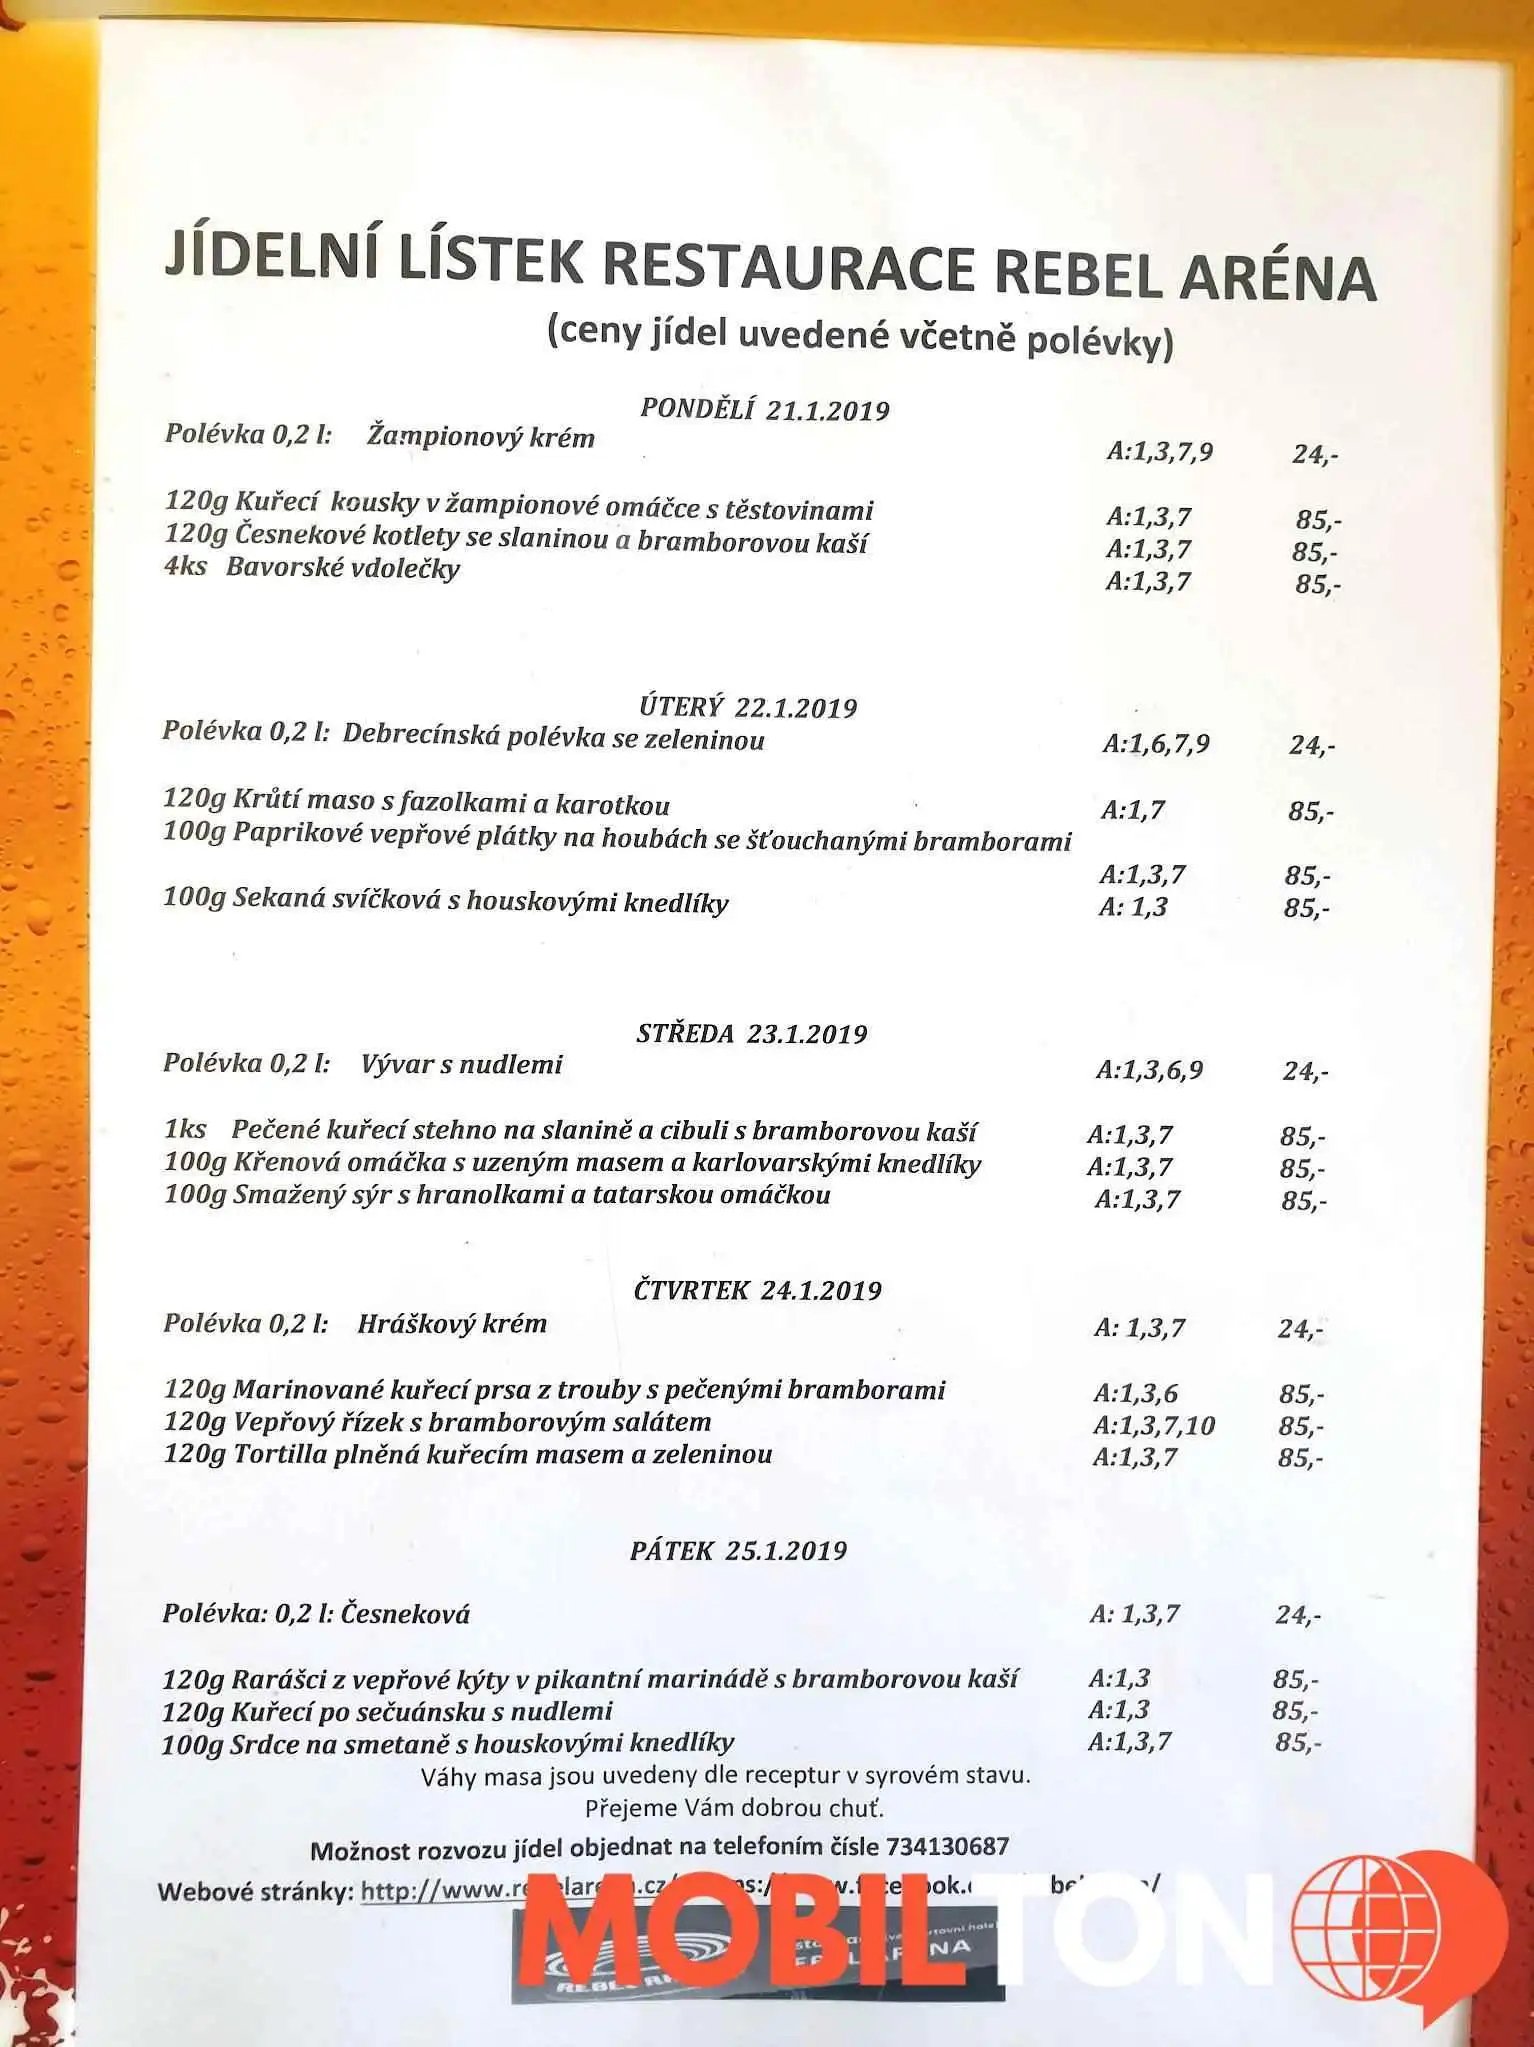 JÍDELNÍ LÍSTEK RESTAURACE REBEL ARÉNA
(ceny jídel uvedené včetně polévky)
PONDĚLÍ 21.1.2019
Polévka 0,2 l: Žampionový krém A:1,3,7,9 24,-
120g Kuřecí kousky v žampionové omáčce s těstovinami A:1,3,7 85,-
120g Česnekové kotlety se slaninou a bramborovou kaší A:1,3,7 85,-
4ks Bavorské vdolečky A:1,3,7 85,-
ÚTERÝ 22.1.2019
Polévka 0,2 l: Debrecínská polévka se zeleninou A:1,6,7,9 24,-
120g Krůtí maso s fazolkami a karotkou A:1,7 85,-
100g Paprikové vepřové plátky na houbách se šťouchanými bramborami
A:1,3,7 85,-
100g Sekaná svíčková s houskovými knedlíky A: 1,3 85,-
STŘEDA 23.1.2019
Polévka 0,2 l: Vývar s nudlemi A:1,3,6,9 24,-
1ks Pečené kuřecí stehno na slanině a cibuli s bramborovou kaší A:1,3,7 85,-
100g Křenová omáčka s uzeným masem a karlovarskými knedlíky A:1,3,7 85,-
100g Smažený sýr s hranolkami a tatarskou omáčkou A:1,3,7 85,-
ČTVRTEK 24.1.2019
Polévka 0,2 l: Hráškový krém A: 1,3,7 24,-
120g Marinované kuřecí prsa z trouby s pečenými bramborami A:1,3,6 85,-
120g Vepřový řízek s bramborovým salátem A:1,3,7,10 85,-
120g Tortilla plněná kuřecím masem a zeleninou A:1,3,7 85,-
PÁTEK 25.1.2019
Polévka: 0,2 l: Česneková A: 1,3,7 24,-
120g Rarášci z vepřové kýty v pikantní marinádě s bramborovou kaší A:1,3 85,-
120g Kuřecí po sečuánsku s nudlemi A:1,3 85,-
100g Srdce na smetaně s houskovými knedlíky A:1,3,7 85,-
Váhy masa jsou uvedeny dle receptur v syrovém stavu.
Přejeme Vám dobrou chuť.
Možnost rozvozu jídel objednat na telefoním čísle 734130687
Webové stránky:
MOBILTON